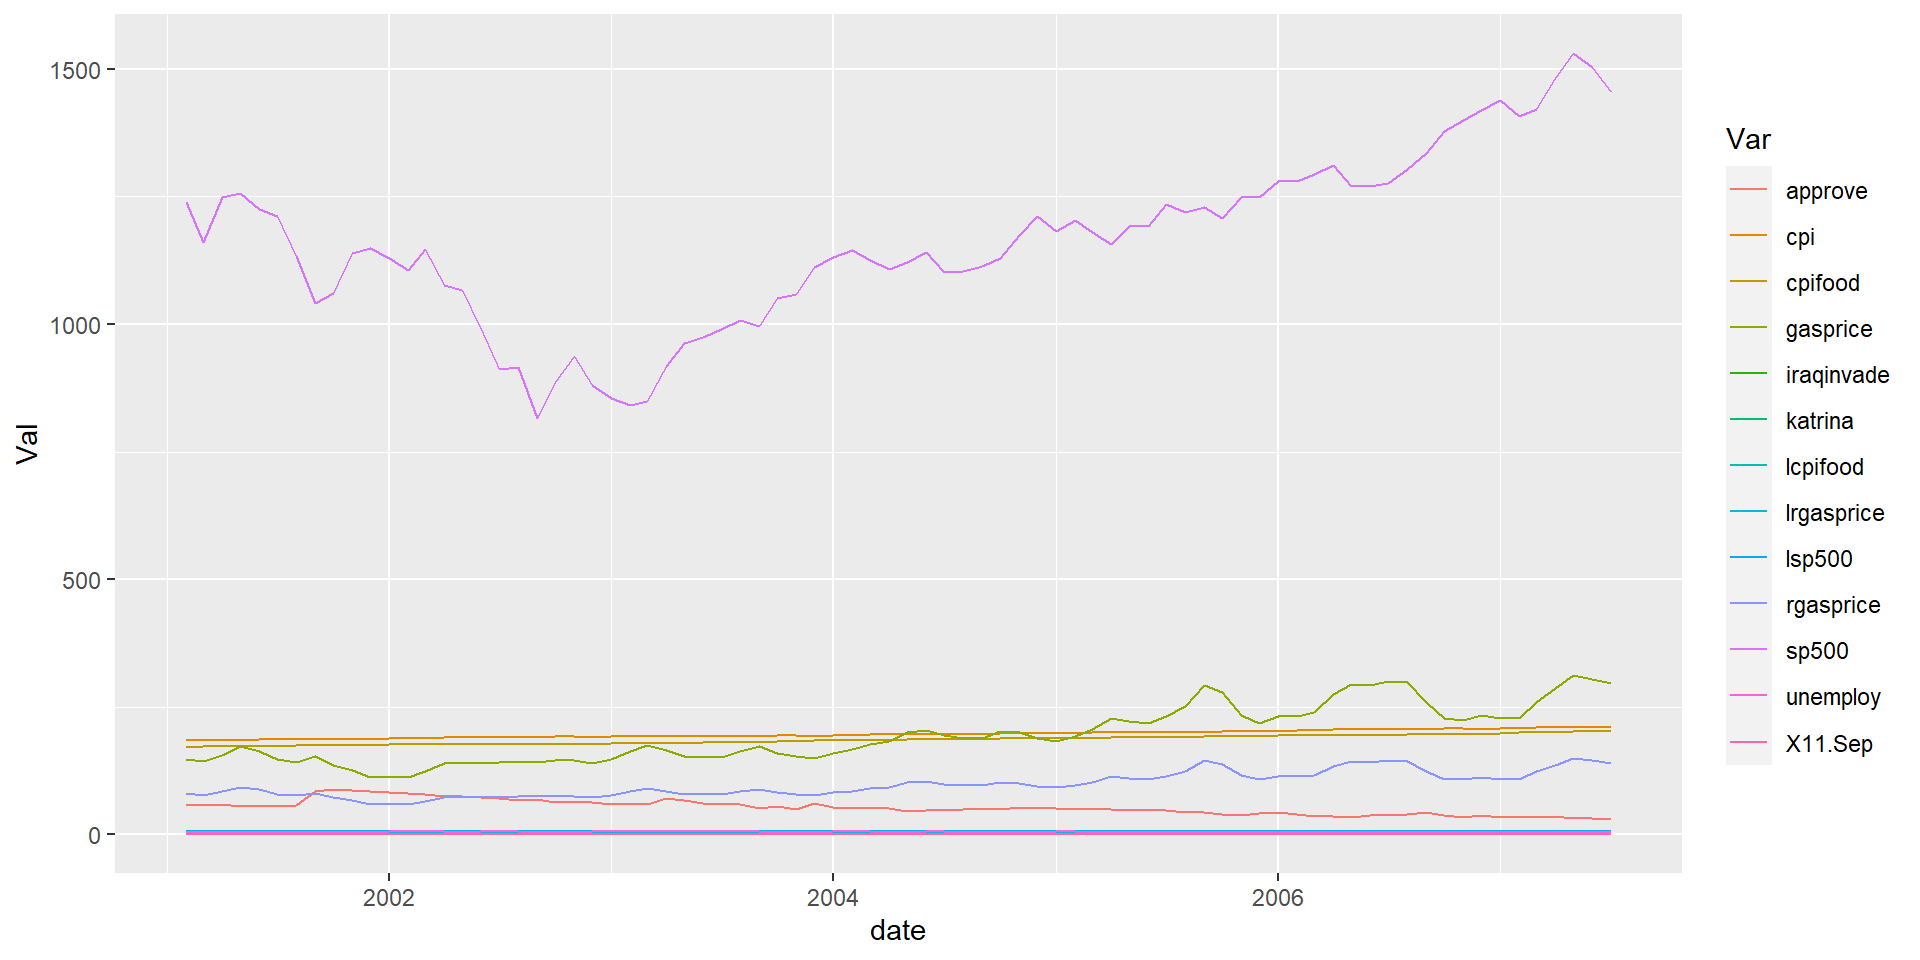 1500
1000
500
0
Val
2002
2004
2006
date
Var
approve
cpi
cpifood
gasprice
iraqinvade
katrina
lcpifood
lrgasprice
lsp500
rgasprice
sp500
unemploy
X11.Sep